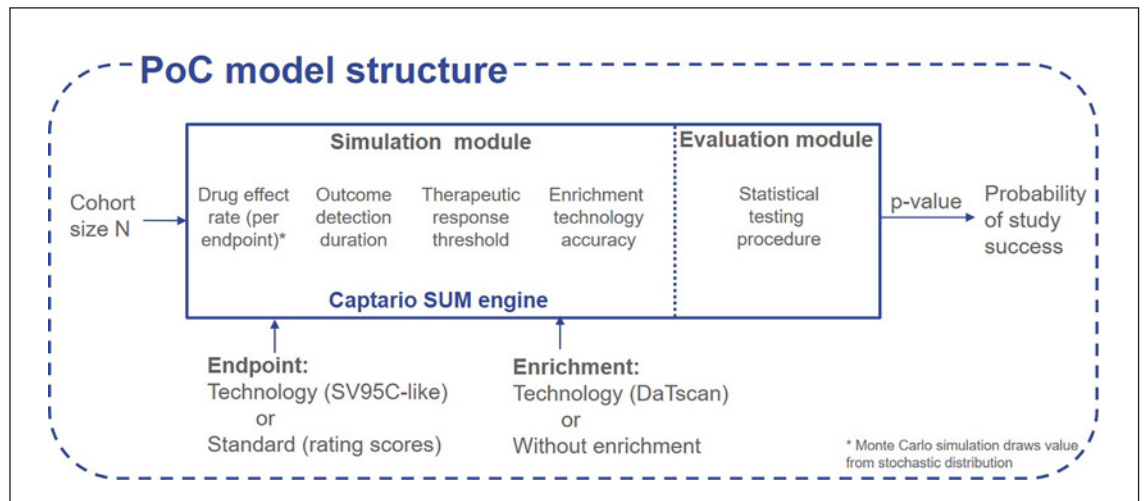 PoC model structure
Simulation module
Evaluation module
Cohort
size N
Drug effect
rate (per
endpoint)*
Outcome
detection
duration
Therapeutic
response
threshold
Enrichment
technology
accuracy
Statistical
testing
procedure
p-value
Probability
of study
success
Captario SUM engine
Endpoint:
Technology (SV95C-like)
or
Standard (rating scores)
Enrichment:
Technology (DaTscan)
or
Without enrichment
* Monte Carlo simulation draws value
from stochastic distribution